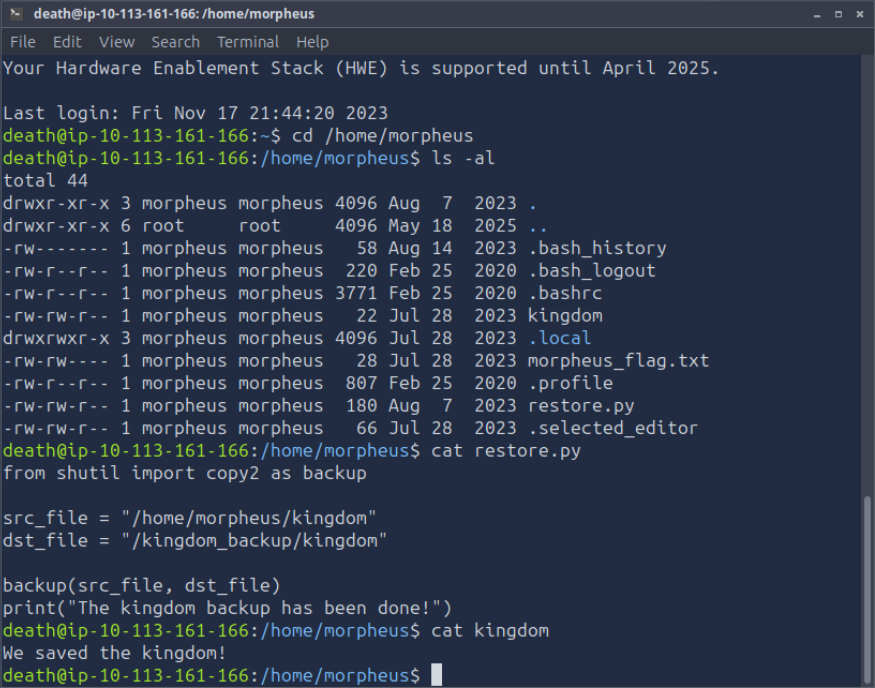 death@ip-10-113-161-166: /home/morpheus
File Edit View Search Terminal Help
Your Hardware Enablement Stack (HWE) is supported until April 2025.
Last login: Fri Nov 17 21:44:20 2023
death@ip-10-113-161-166:~$ cd /home/morpheus
death@ip-10-113-161-166:/home/morpheus$ ls -al
total 44
drwxr-xr-x 3 morpheus morpheus 4096 Aug  7  2023 .
drwxr-xr-x 6 root     root     4096 May 18  2025 ..
-rw------- 1 morpheus morpheus   58 Aug 14  2023 .bash_history
-rw-r--r-- 1 morpheus morpheus  220 Feb 25  2020 .bash_logout
-rw-r--r-- 1 morpheus morpheus 3771 Feb 25  2020 .bashrc
-rw-rw-r-- 1 morpheus morpheus   22 Jul 28  2023 kingdom
drwxrwxr-x 3 morpheus morpheus 4096 Jul 28  2023 .local
-rw-rw---- 1 morpheus morpheus   28 Jul 28  2023 morpheus_flag.txt
-rw-r--r-- 1 morpheus morpheus  807 Feb 25  2020 .profile
-rw-rw-r-- 1 morpheus morpheus  180 Aug  7  2023 restore.py
-rw-rw-r-- 1 morpheus morpheus   66 Jul 28  2023 .selected_editor
death@ip-10-113-161-166:/home/morpheus$ cat restore.py
from shutil import copy2 as backup
src_file = "/home/morpheus/kingdom"
dst_file = "/kingdom_backup/kingdom"
backup(src_file, dst_file)
print("The kingdom backup has been done!")
death@ip-10-113-161-166:/home/morpheus$ cat kingdom
We saved the kingdom!
death@ip-10-113-161-166:/home/morpheus$